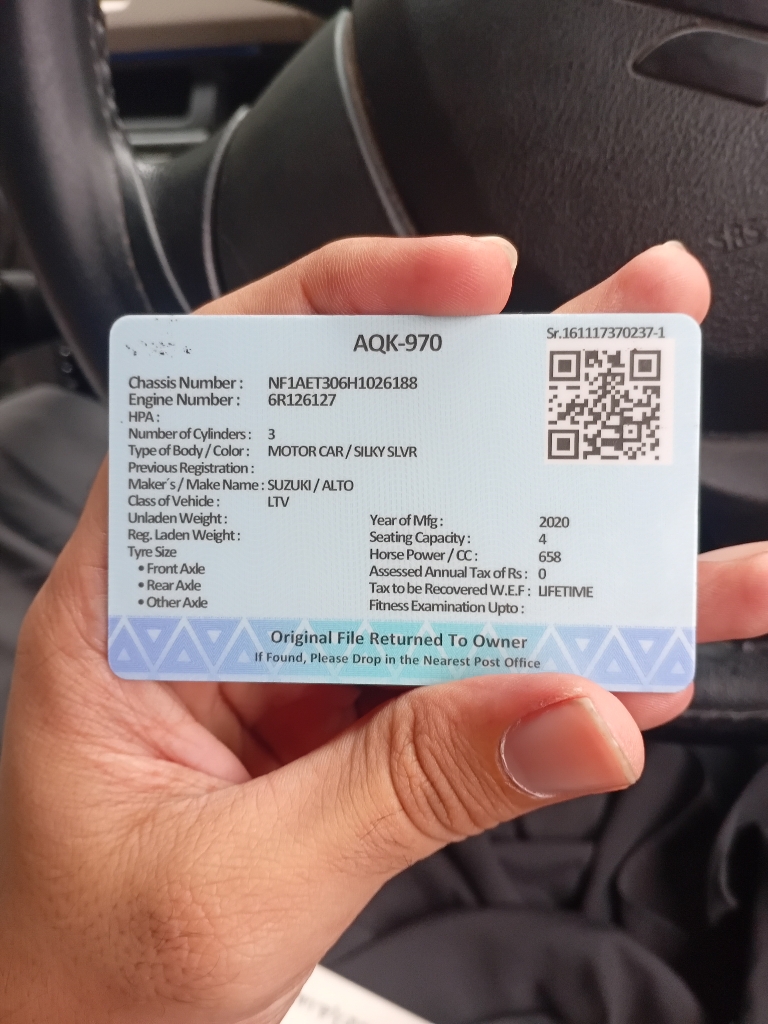 SRS
AQK-970
Sr.161117370237-1
Chassis Number : NF1AET306H1026188
Engine Number : 6R126127
HPA :
Number of Cylinders : 3
Type of Body / Color : MOTOR CAR / SILKY SLVR
Previous Registration :
Maker's / Make Name : SUZUKI / ALTO
Class of Vehicle : LTV
Unladen Weight :
Reg. Laden Weight :
Tyre Size
• Front Axle
• Rear Axle
• Other Axle
Year of Mfg : 2020
Seating Capacity : 4
Horse Power / CC : 658
Assessed Annual Tax of Rs : 0
Tax to be Recovered W.E.F : LIFETIME
Fitness Examination Upto :
Original File Returned To Owner
If Found, Please Drop in the Nearest Post Office